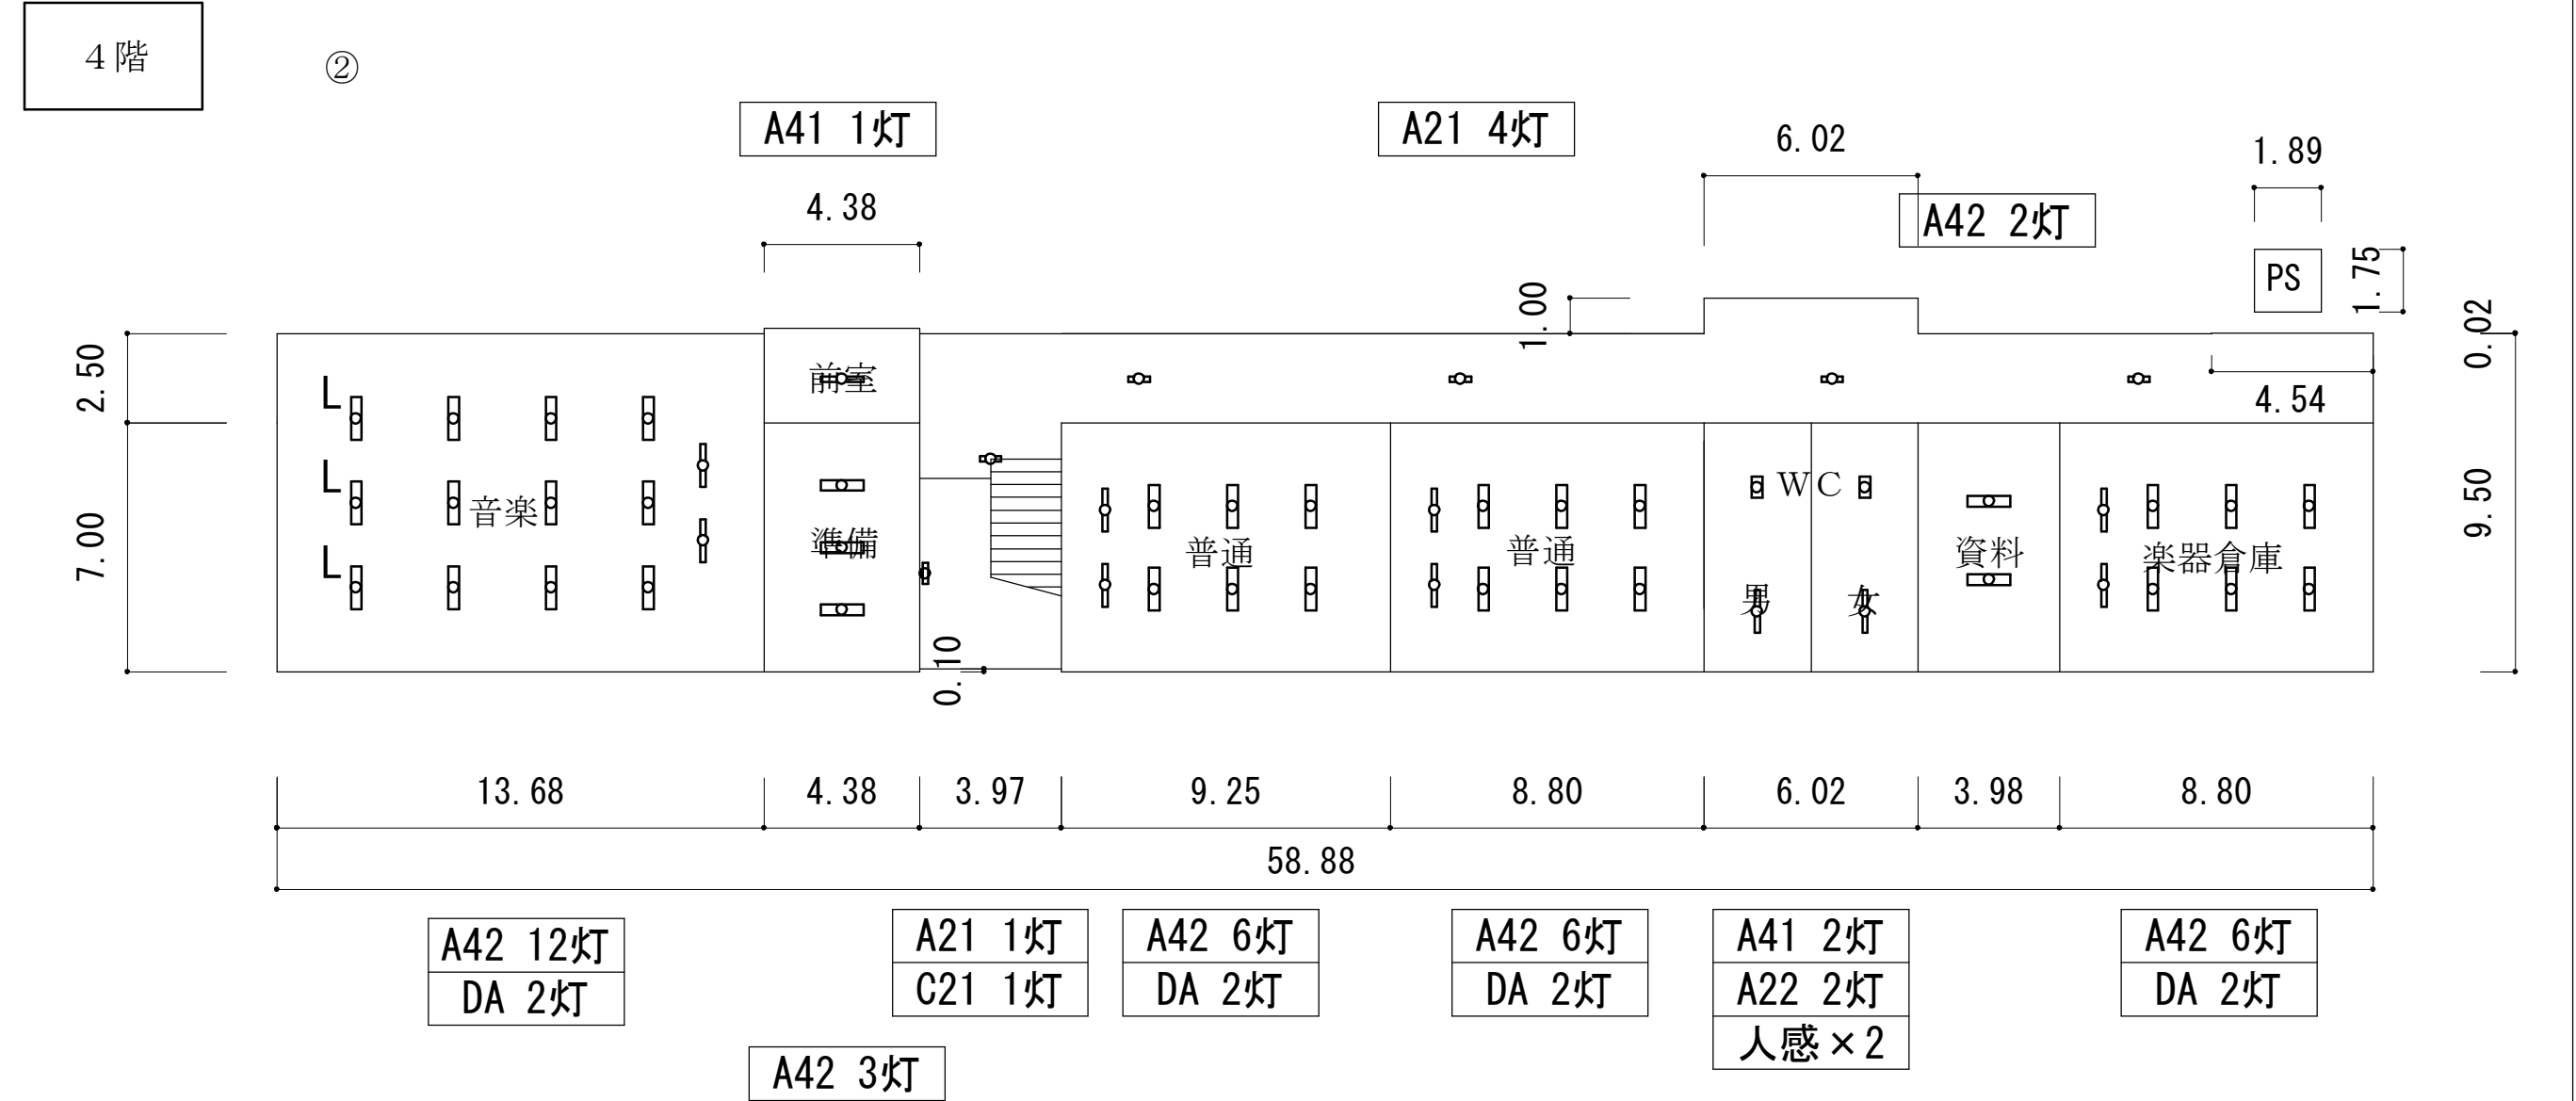 ４階
②
A41 1灯
A21 4灯
6.02
1.89
4.38
A42 2灯
PS
1.75
1.00
0.02
2.50
前室
4.54
L
L
音楽
L
7.00
準備
普通
普通
WC
男
女
資料
楽器倉庫
9.50
0.10
13.68
4.38
3.97
9.25
8.80
6.02
3.98
8.80
58.88
A42 12灯
DA 2灯
A21 1灯
C21 1灯
A42 6灯
DA 2灯
A42 6灯
DA 2灯
A41 2灯
A22 2灯
人感×2
A42 6灯
DA 2灯
A42 3灯